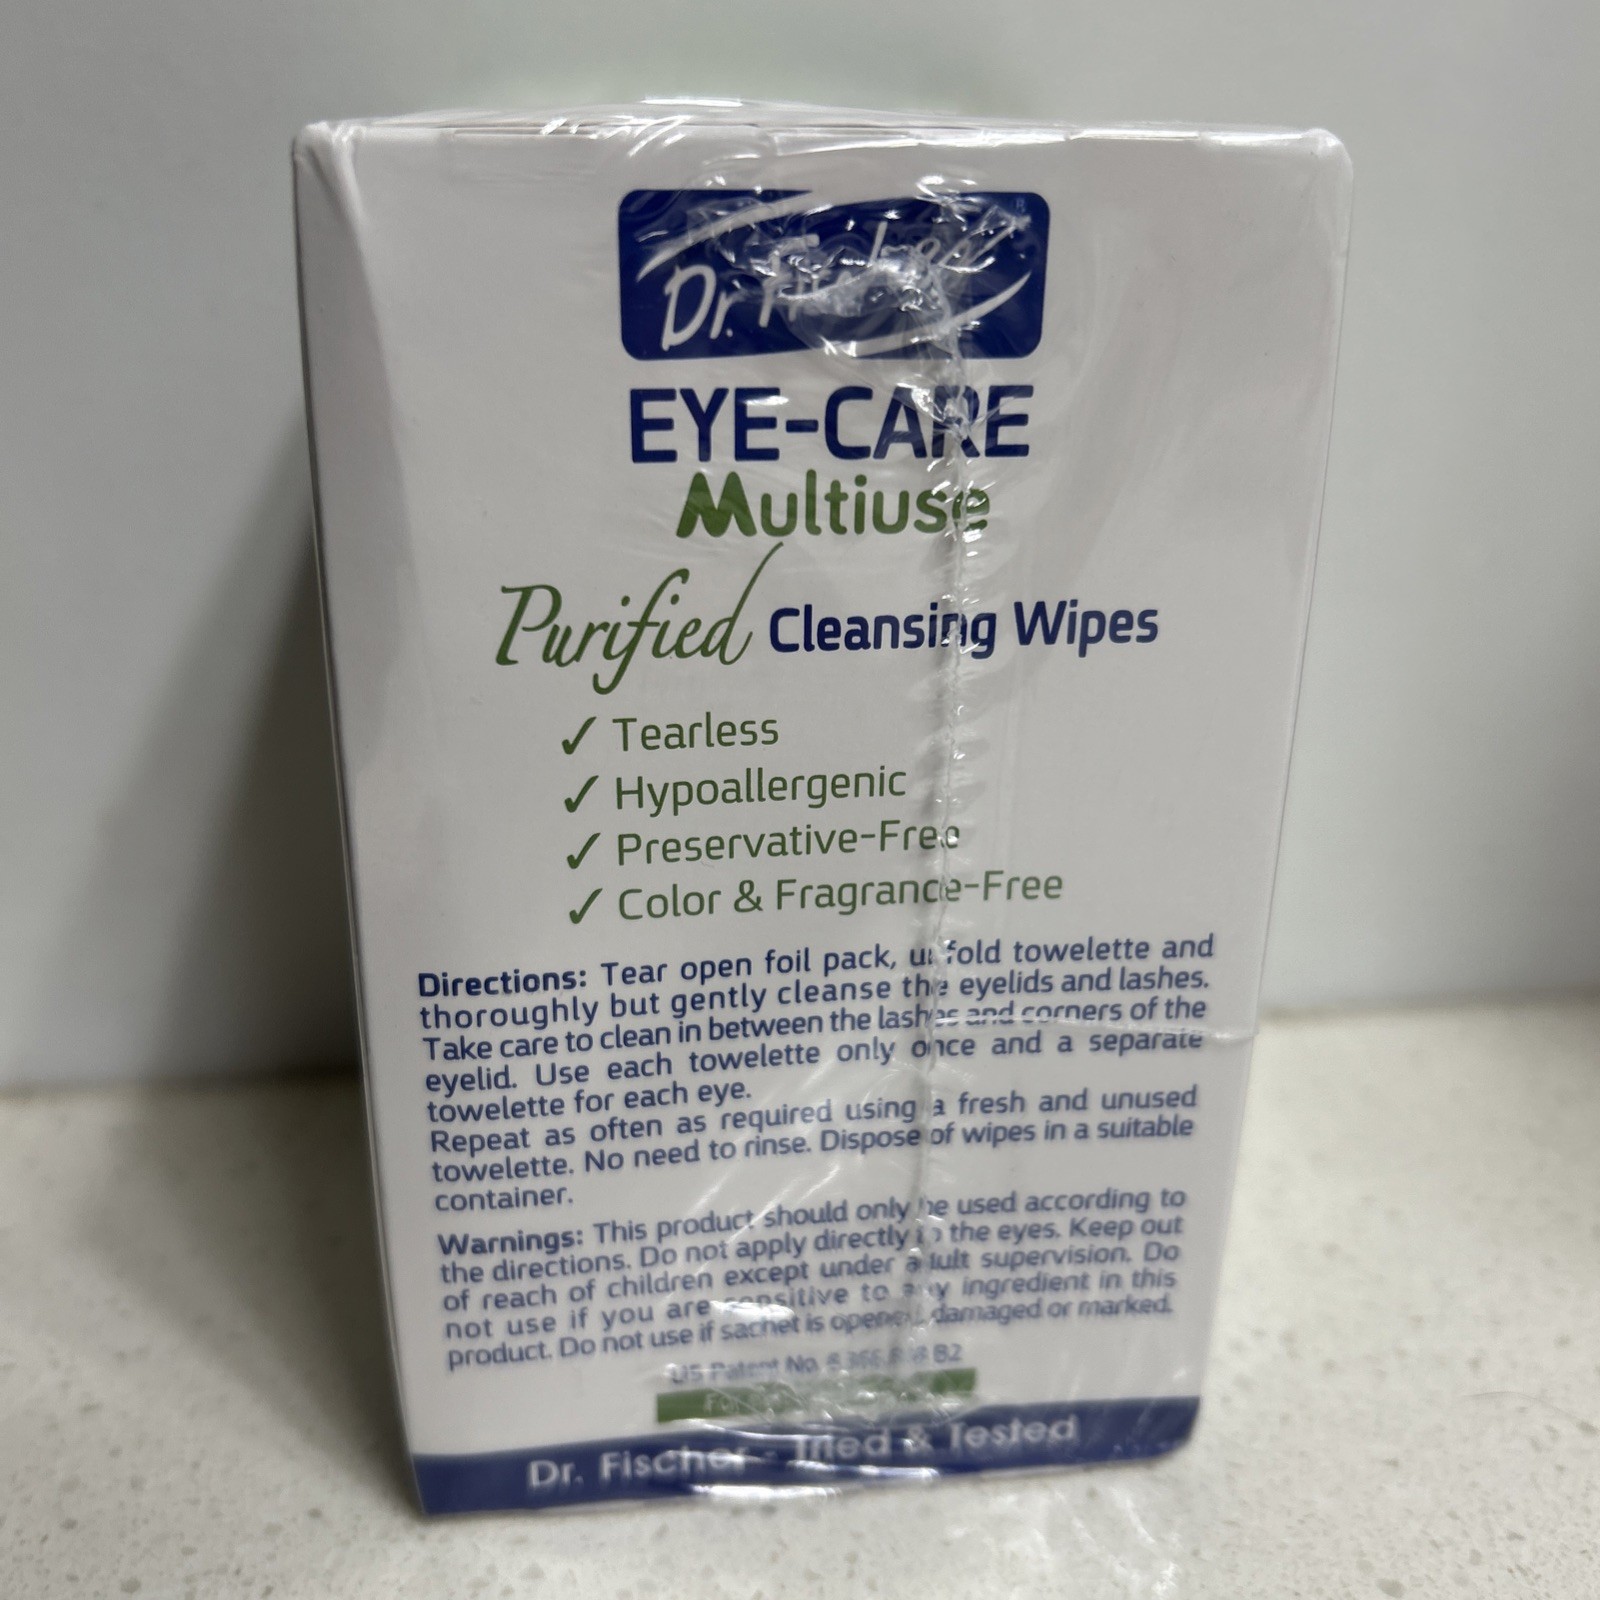 Dr. Fischer ®
EYE-CARE
Multiuse
Purified Cleansing Wipes
✓ Tearless
✓ Hypoallergenic
✓ Preservative-Free
✓ Color & Fragrance-Free
Directions: Tear open foil pack, unfold towelette and
thoroughly but gently cleanse the eyelids and lashes.
Take care to clean in between the lashes and corners of the
eyelid. Use each towelette only once and a separate
towelette for each eye.
Repeat as often as required using a fresh and unused
towelette. No need to rinse. Dispose of wipes in a suitable
container.
Warnings: This product should only be used according to
the directions. Do not apply directly to the eyes. Keep out
of reach of children except under adult supervision. Do
not use if you are sensitive to any ingredient in this
product. Do not use if sachet is opened, damaged or marked.
US Patent No. B2
Dr. Fischer - Tried & Tested